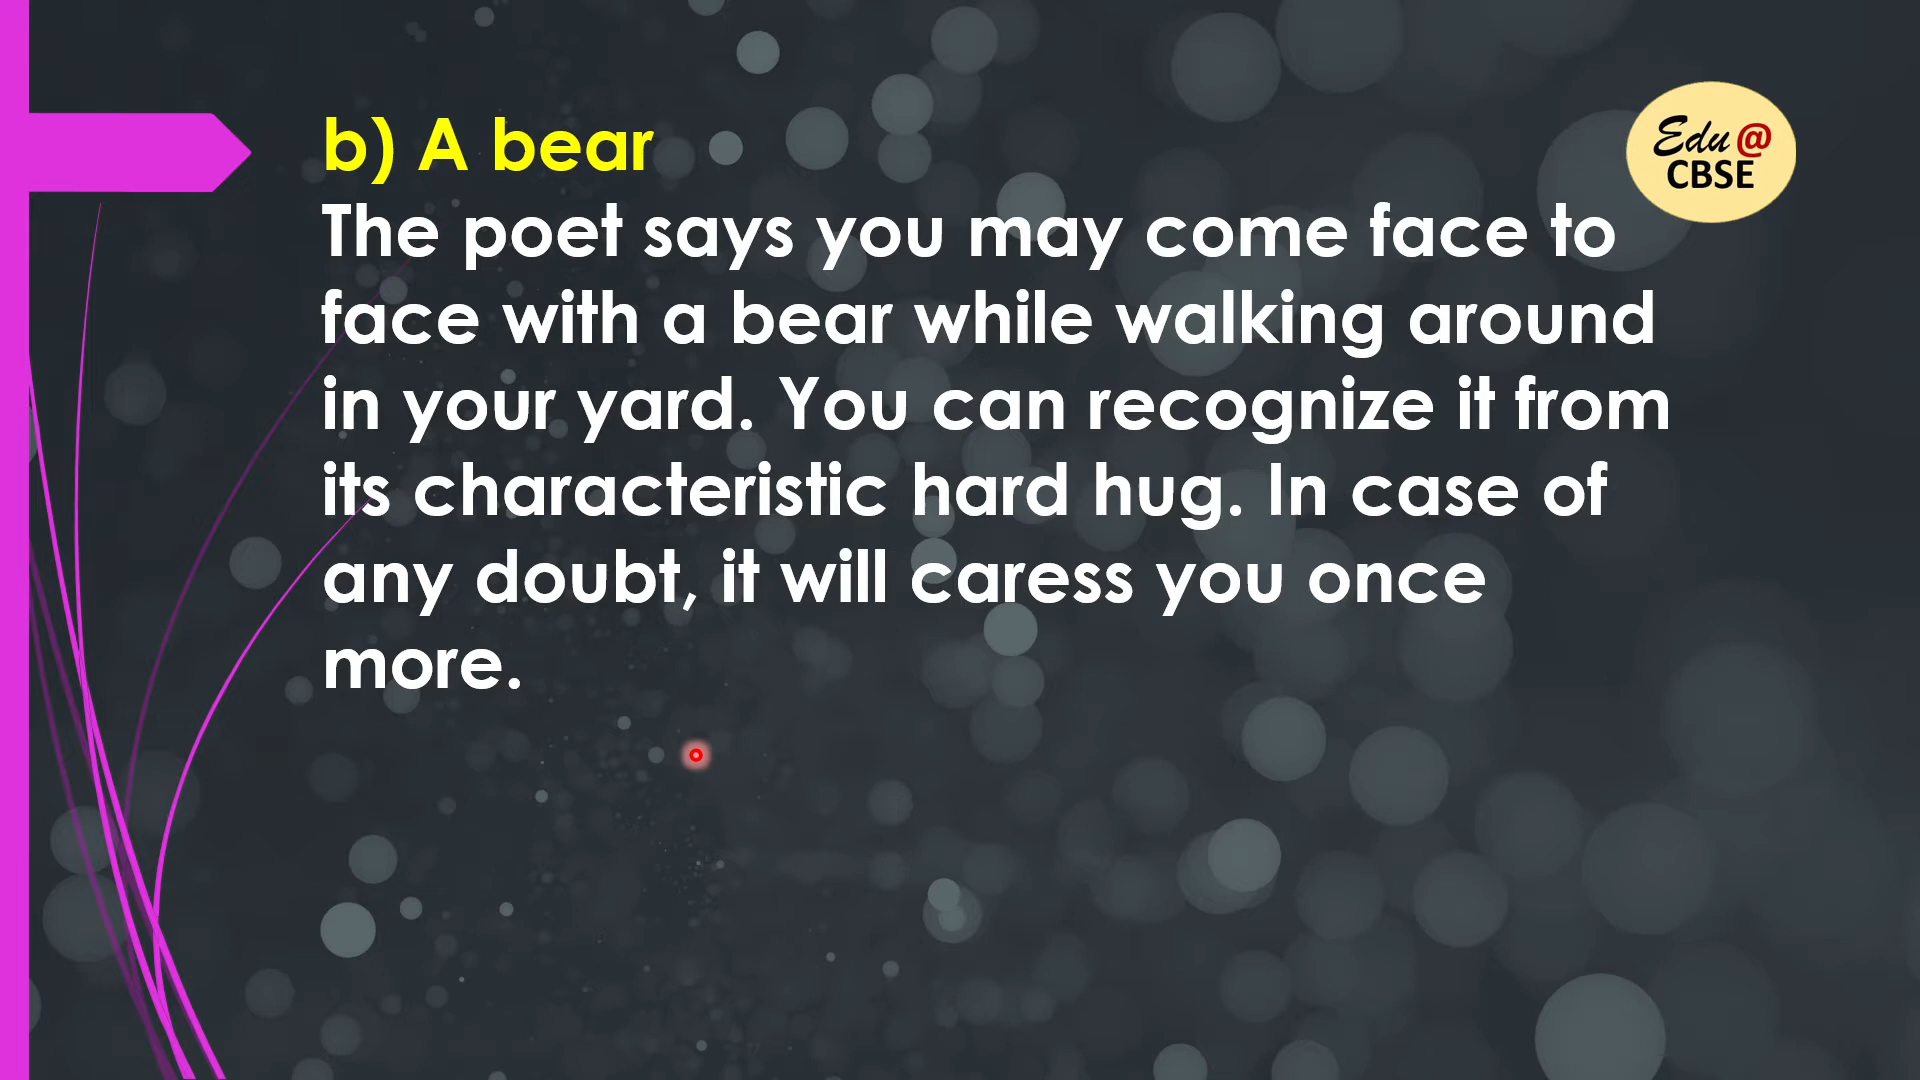 b) A bear
The poet says you may come face to
face with a bear while walking around
in your yard. You can recognize it from
its characteristic hard hug. In case of
any doubt, it will caress you once
more.
Edu@
CBSE